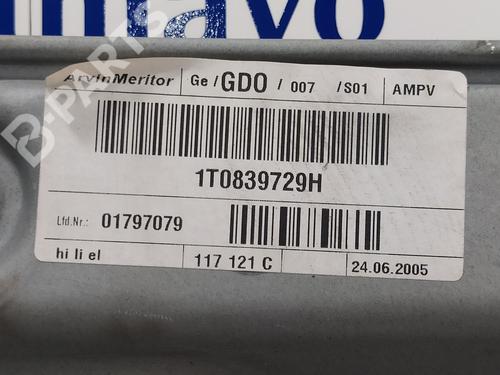 B-PARTS
ArvinMeritor Ge / GDO / 007 / S01 AMPV
1T0839729H
Lfd.Nr.: 01797079
hi li el 117 121 C 24.06.2005